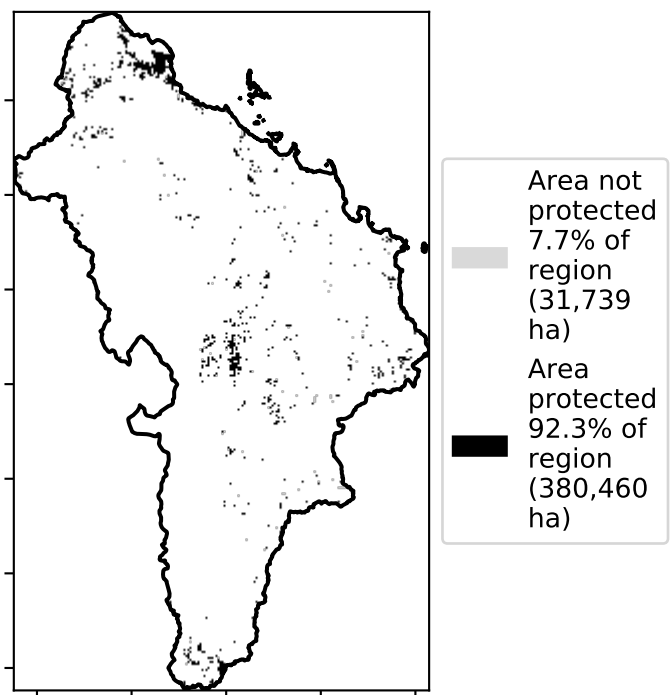 Area not
protected
7.7% of
region
(31,739
ha)
Area
protected
92.3% of
region
(380,460
ha)